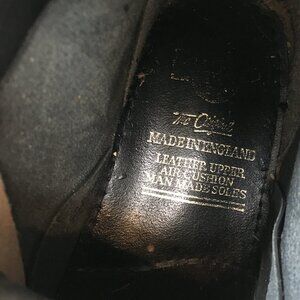 The Original
MADE IN ENGLAND
LEATHER UPPER
AIR CUSHION
MAN MADE SOLES